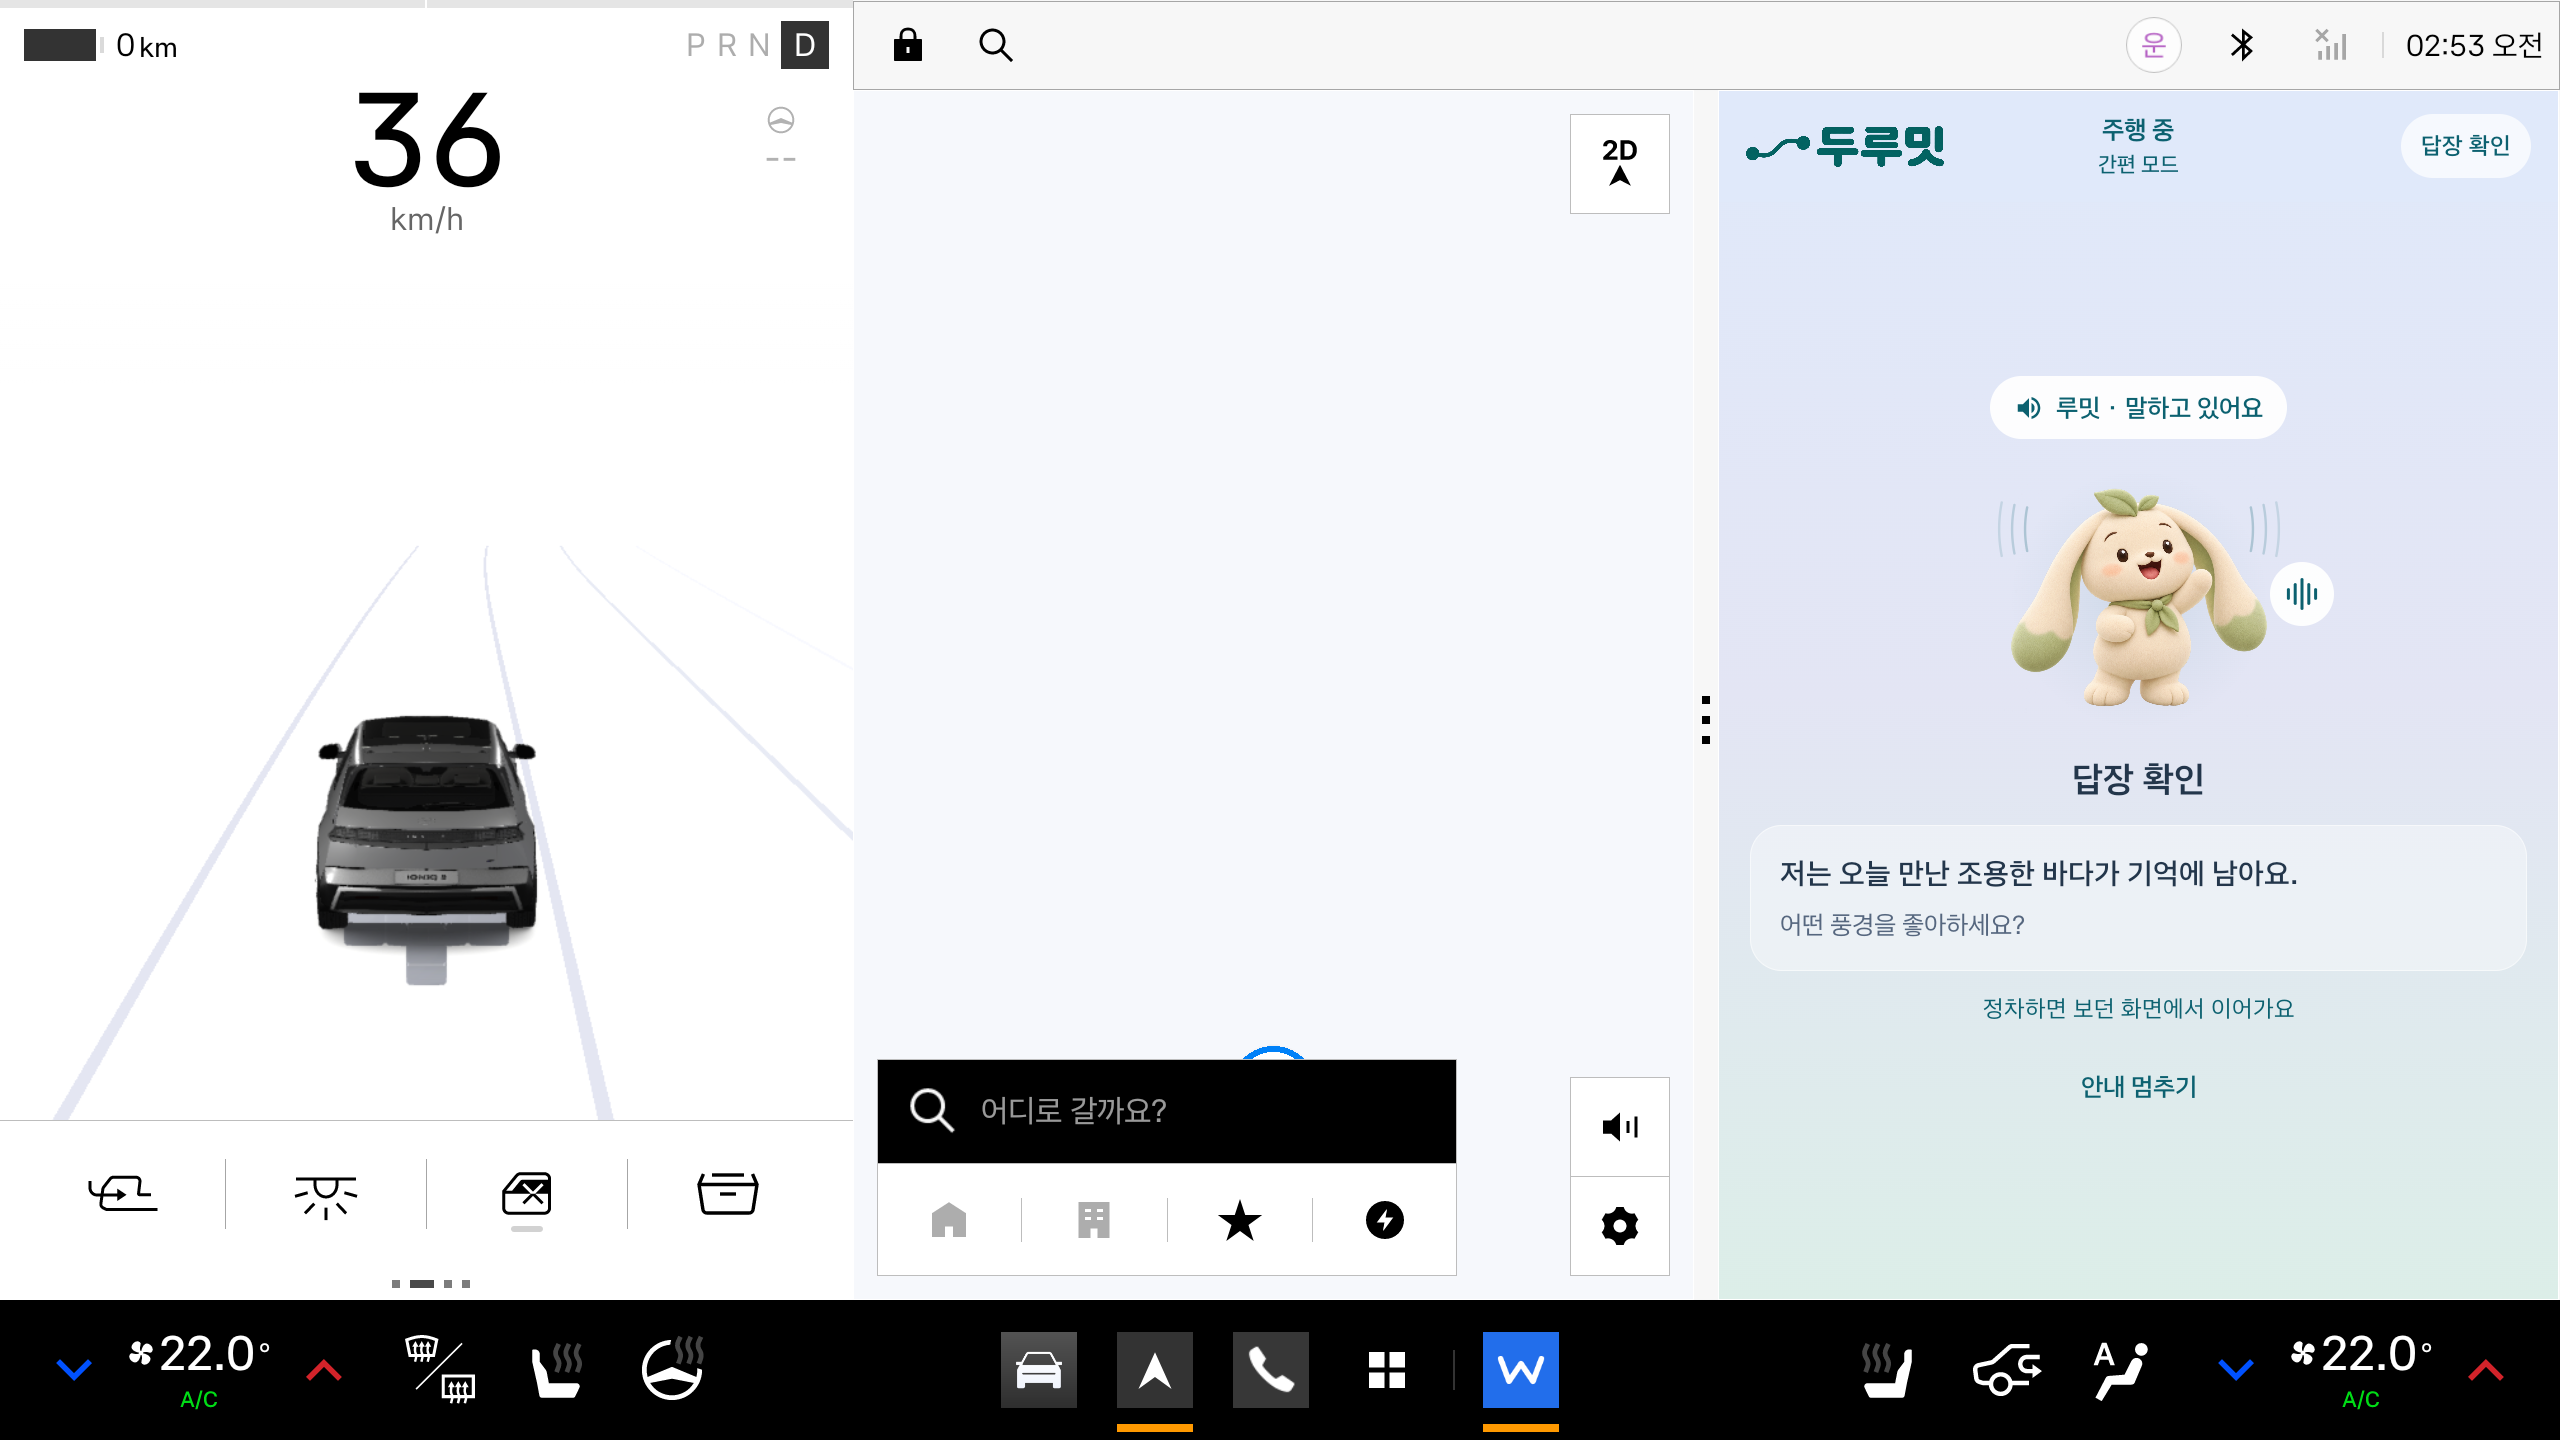 0 km
P R N D
36
km/h
--
운
02:53 오전
2D
두루밋
주행 중
간편 모드
답장 확인
루밋 · 말하고 있어요
답장 확인
저는 오늘 만난 조용한 바다가 기억에 남아요.
어떤 풍경을 좋아하세요?
정차하면 보던 화면에서 이어가요
안내 멈추기
어디로 갈까요?
22.0°
A/C
W
A
22.0°
A/C